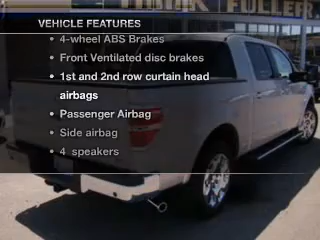 FULLER
VEHICLE FEATURES
• 4-wheel ABS Brakes
• Front Ventilated disc brakes
• 1st and 2nd row curtain head
airbags
• Passenger Airbag
• Side airbag
• 4 speakers